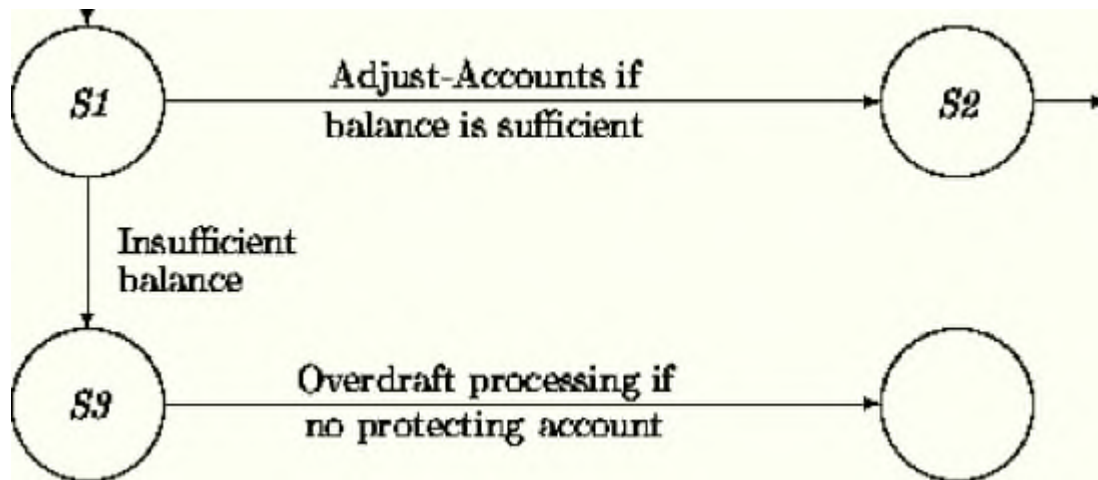 S1
Adjust-Accounts if
balance is sufficient
S2
Insufficient
balance
S3
Overdraft processing if
no protecting account